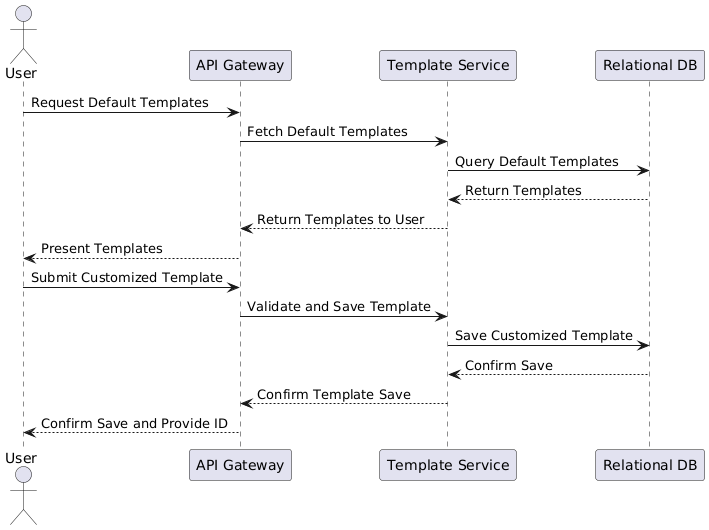 User
API Gateway
Template Service
Relational DB
Request Default Templates
Fetch Default Templates
Query Default Templates
Return Templates
Return Templates to User
Present Templates
Submit Customized Template
Validate and Save Template
Save Customized Template
Confirm Save
Confirm Template Save
Confirm Save and Provide ID
User
API Gateway
Template Service
Relational DB